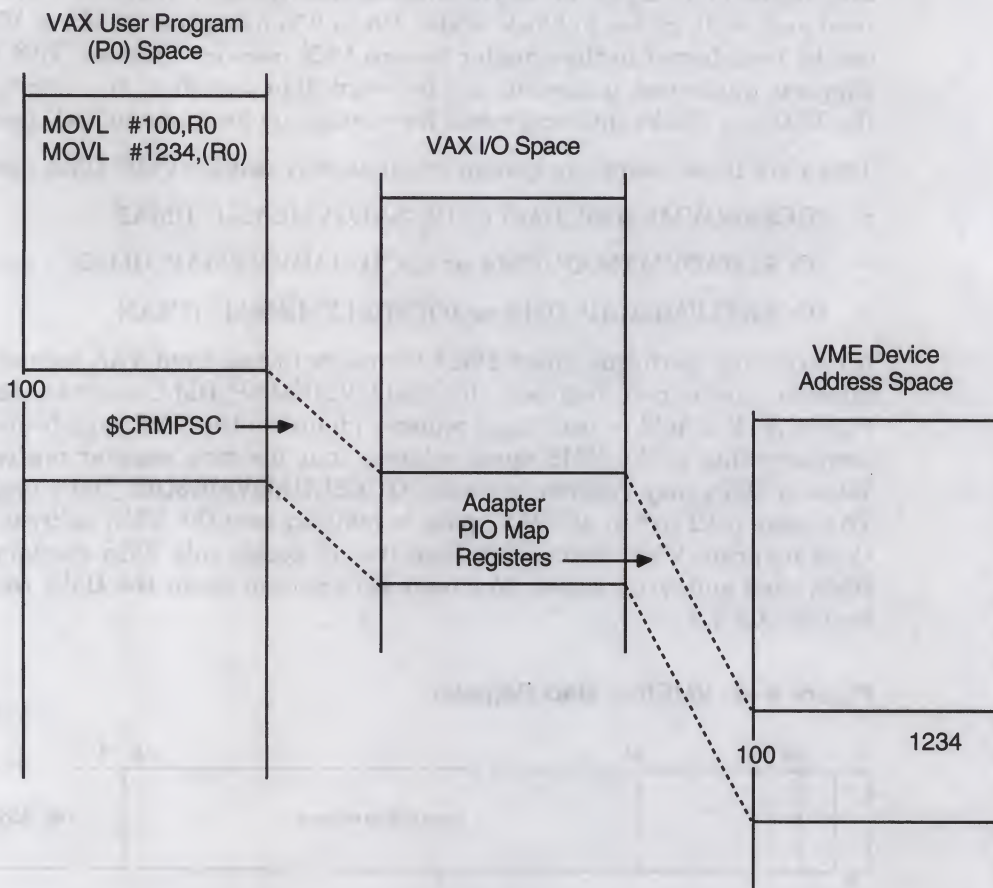 VAX User Program
(P0) Space
MOVL #100,R0
MOVL #1234,(R0)
VAX I/O Space
VME Device
Address Space
100
$CRMPSC
Adapter
PIO Map
Registers
100
1234